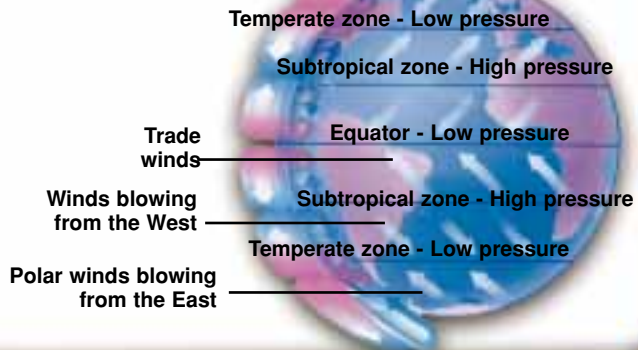 Temperate zone - Low pressure
Subtropical zone - High pressure
Equator - Low pressure
Trade
winds
Subtropical zone - High pressure
Winds blowing
from the West
Temperate zone - Low pressure
Polar winds blowing
from the East